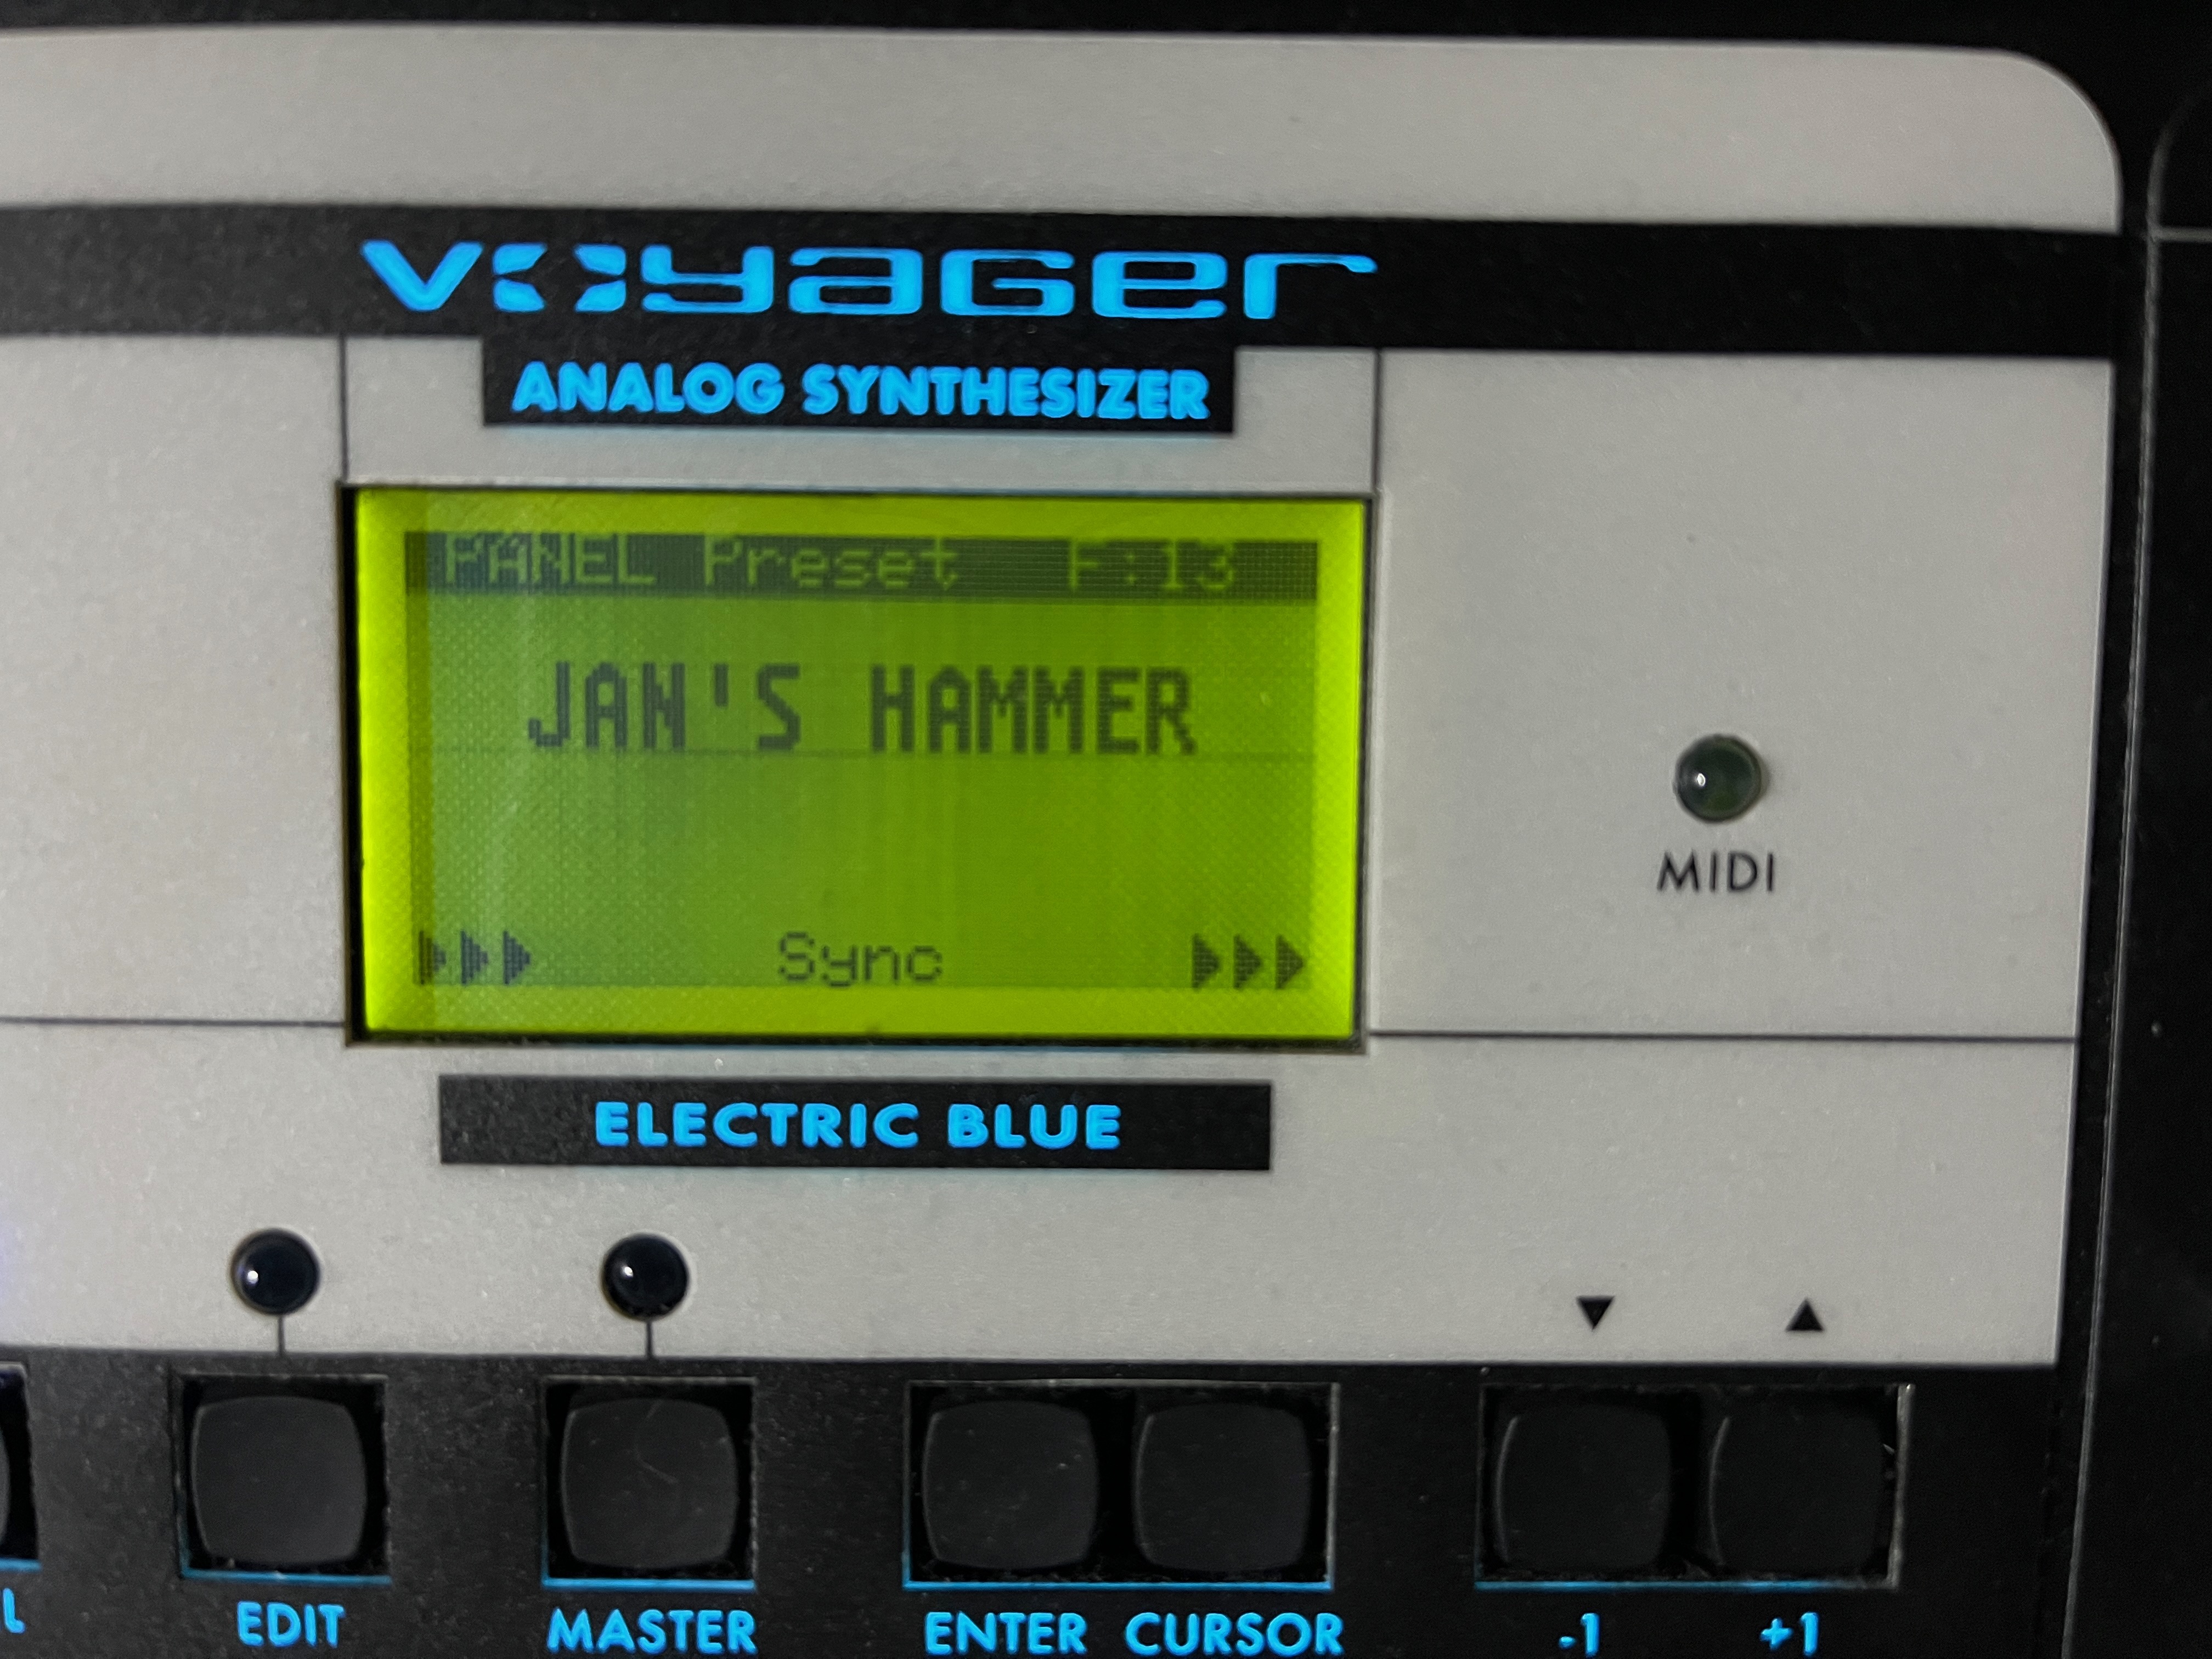 voyager
ANALOG SYNTHESIZER
PANEL Preset F:13
JAN'S HAMMER
MIDI
Sync
ELECTRIC BLUE
L EDIT MASTER ENTER CURSOR -1 +1